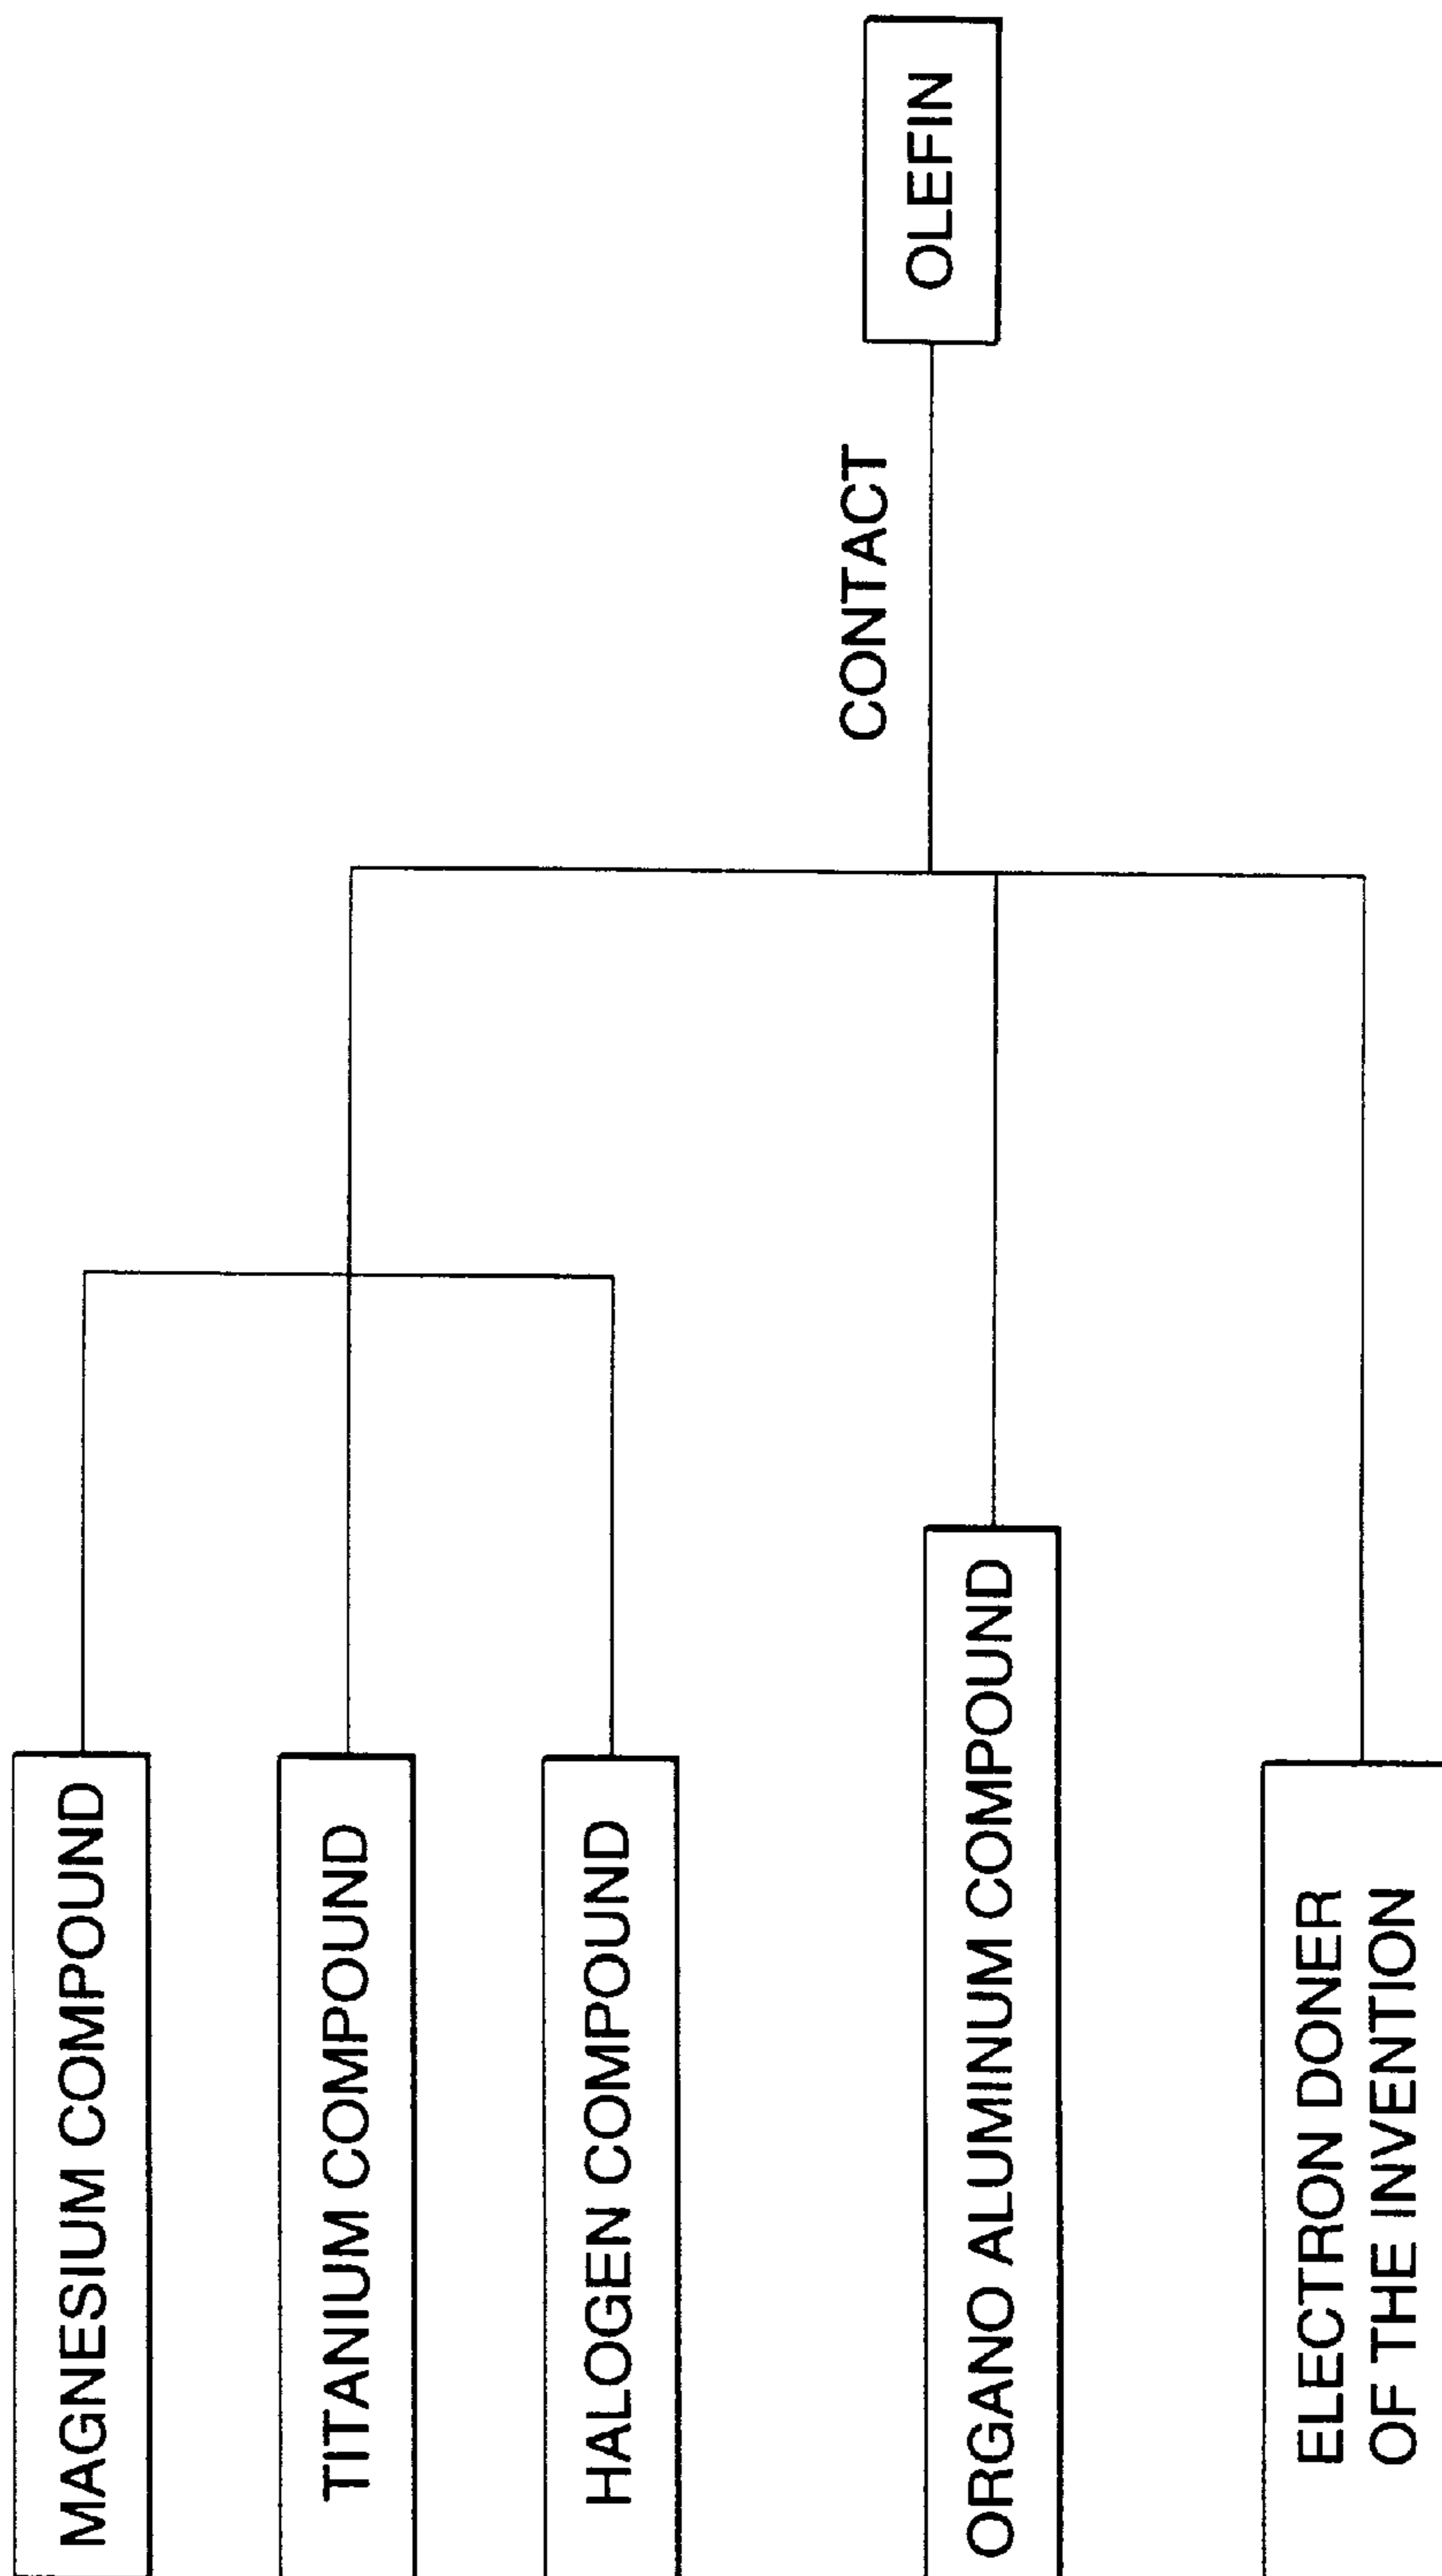 MAGNESIUM COMPOUND
TITANIUM COMPOUND
HALOGEN COMPOUND
ORGANO ALUMINUM COMPOUND
ELECTRON DONER
OF THE INVENTION
CONTACT
OLEFIN